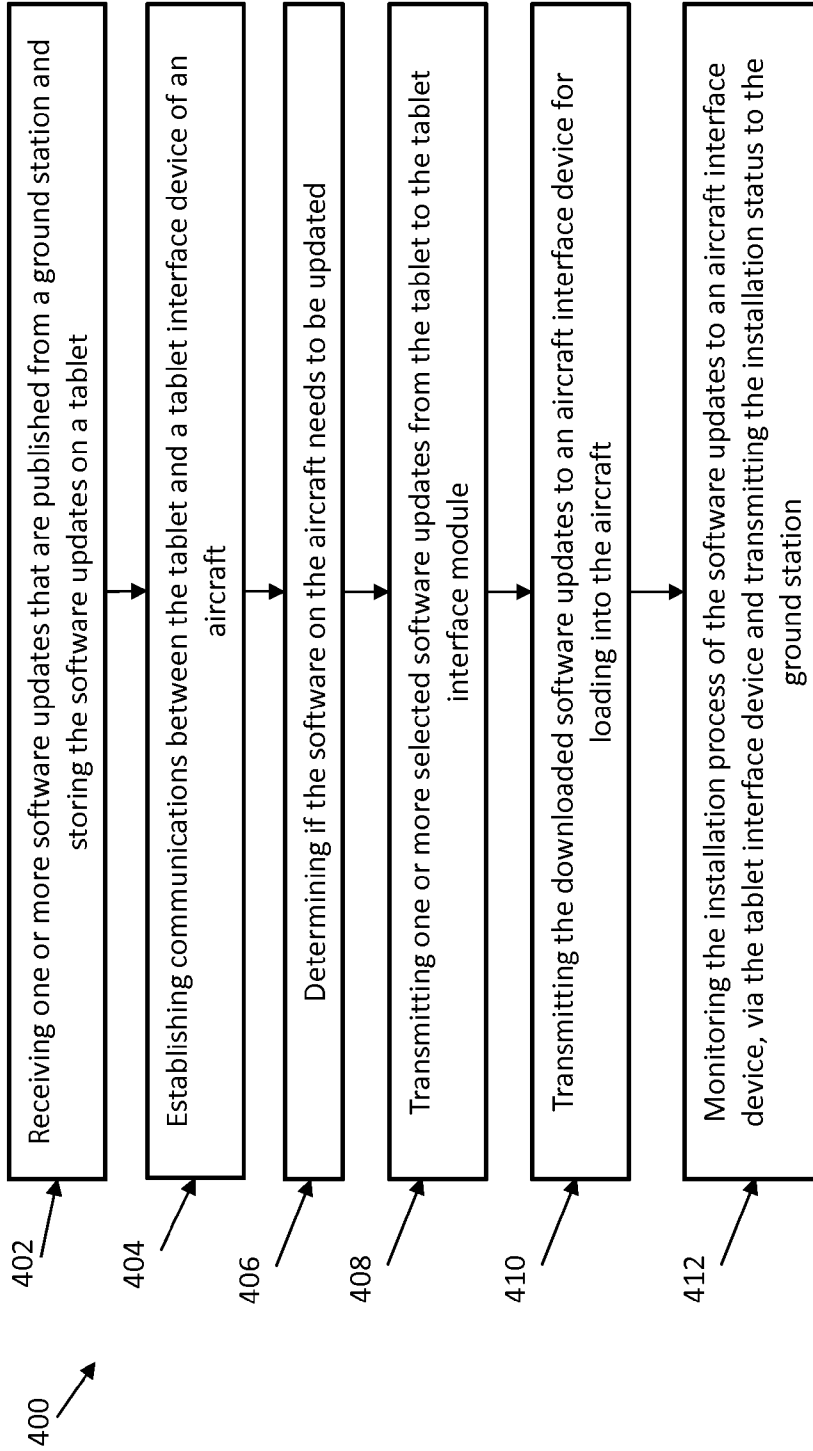 400
402
Receiving one or more software updates that are published from a ground station and
storing the software updates on a tablet
404
Establishing communications between the tablet and a tablet interface device of an
aircraft
406
Determining if the software on the aircraft needs to be updated
408
Transmitting one or more selected software updates from the tablet to the tablet
interface module
410
Transmitting the downloaded software updates to an aircraft interface device for
loading into the aircraft
412
Monitoring the installation process of the software updates to an aircraft interface
device, via the tablet interface device and transmitting the installation status to the
ground station